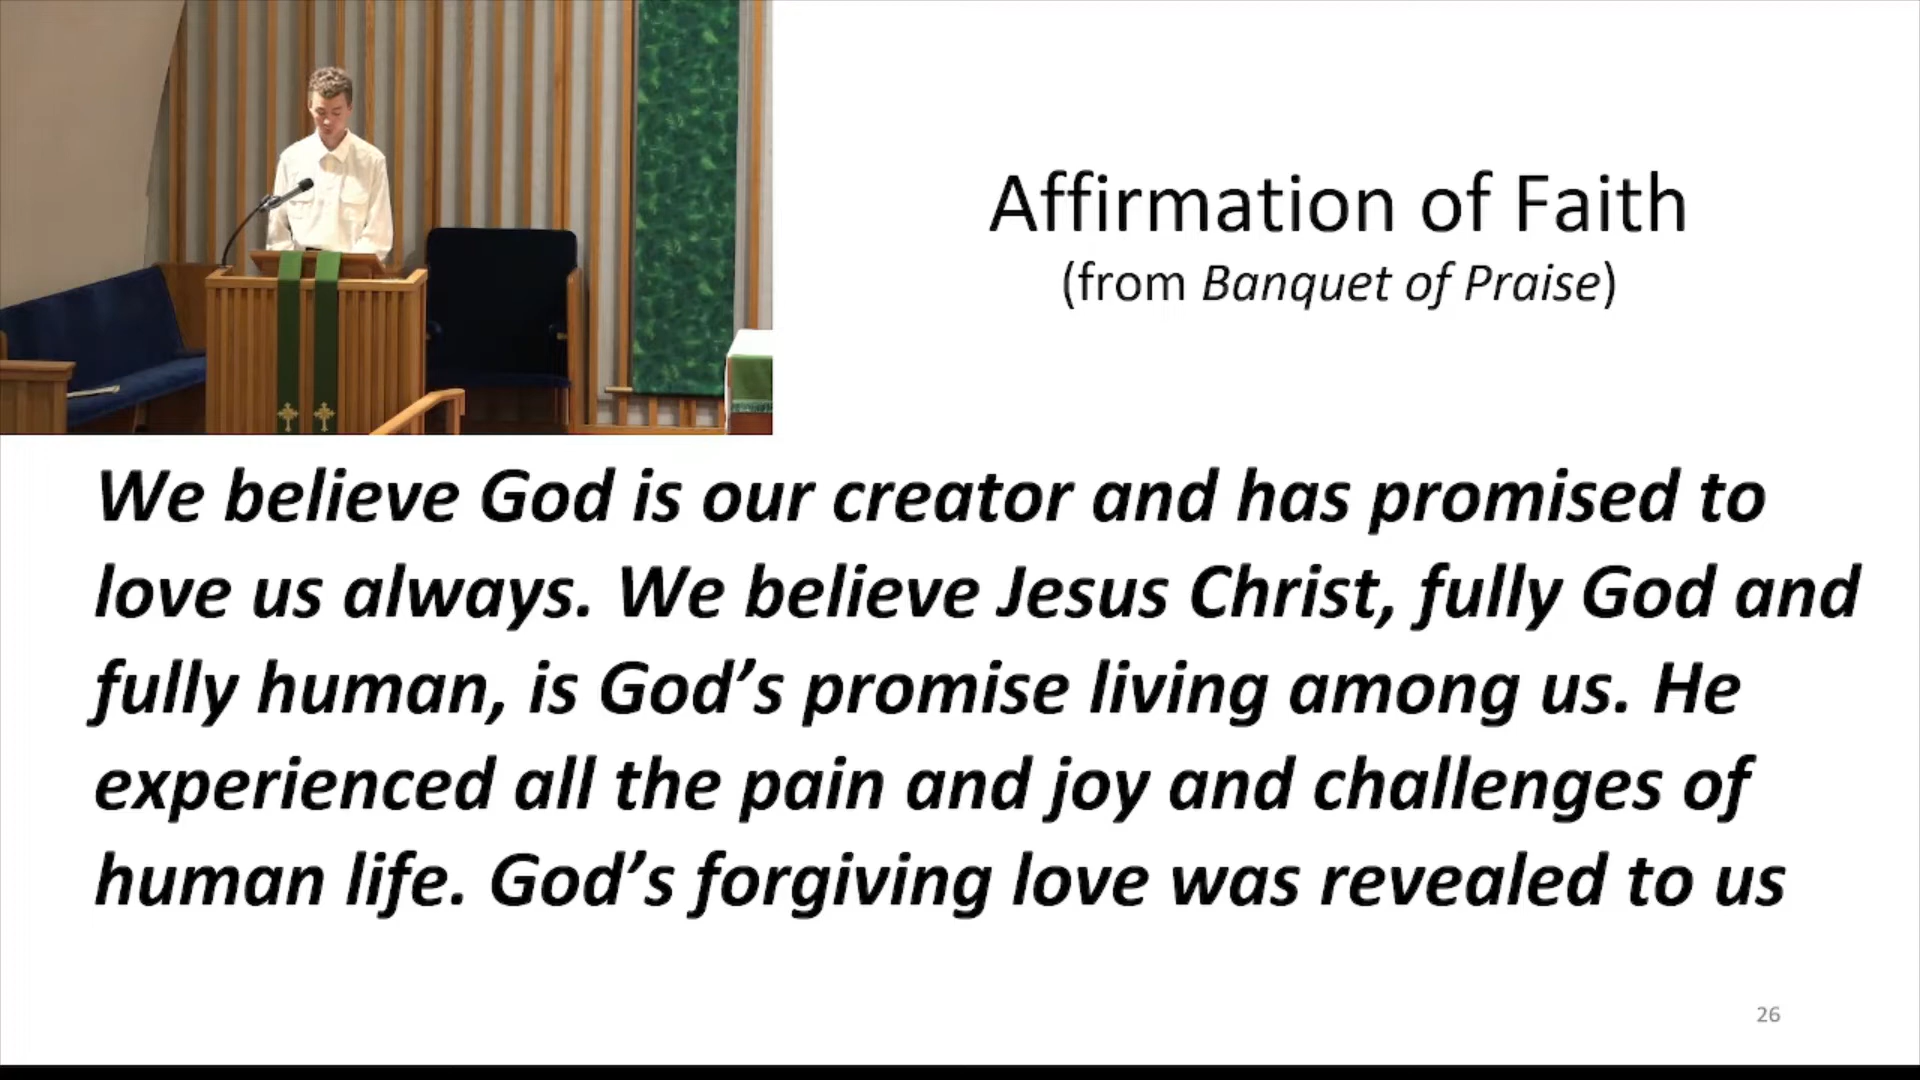 Affirmation of Faith
(from Banquet of Praise)
We believe God is our creator and has promised to
love us always. We believe Jesus Christ, fully God and
fully human, is God’s promise living among us. He
experienced all the pain and joy and challenges of
human life. God’s forgiving love was revealed to us
26